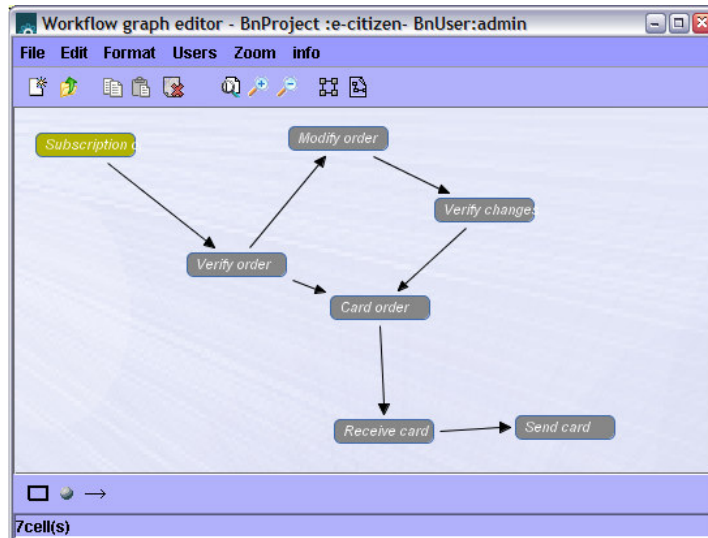 Workflow graph editor - BnProject :e-citizen- BnUser:admin
File Edit Format Users Zoom info
Subscription
Modify order
Verify changes
Verify order
Card order
Receive card
Send card
7cell(s)